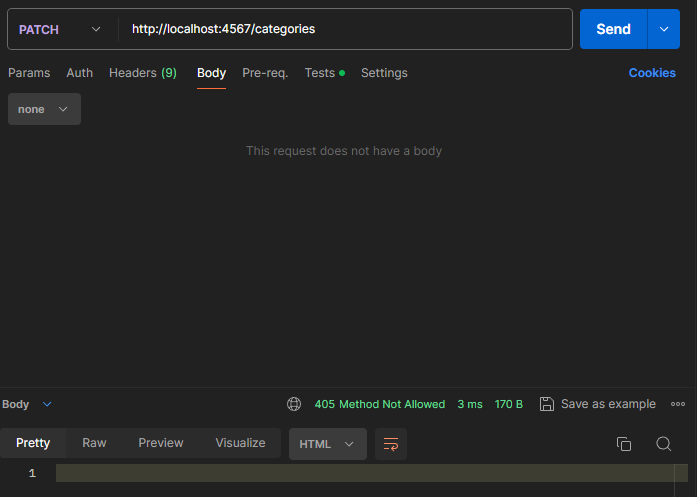 PATCH http://localhost:4567/categories Send
Params Auth Headers (9) Body Pre-req. Tests Settings Cookies
none
This request does not have a body
Body 405 Method Not Allowed 3 ms 170 B Save as example
Pretty Raw Preview Visualize HTML
1